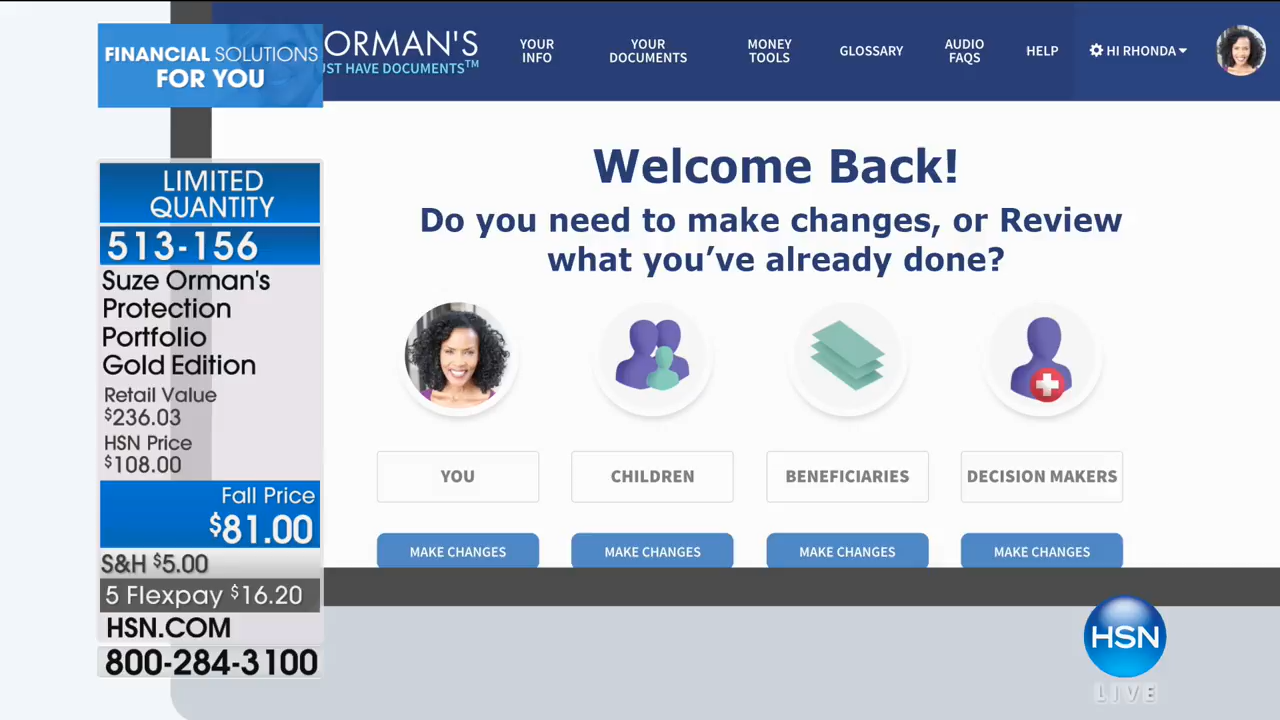 FINANCIAL SOLUTIONS
FOR YOU
LIMITED
QUANTITY
513-156
Suze Orman's
Protection
Portfolio
Gold Edition
Retail Value
$236.03
HSN Price
$108.00
Fall Price
$81.00
S&H $5.00
5 Flexpay $16.20
HSN.COM
800-284-3100
ORMAN'S
UST HAVE DOCUMENTS™
YOUR
INFO
YOUR
DOCUMENTS
MONEY
TOOLS
GLOSSARY
AUDIO
FAQS
HELP
HI RHONDA
Welcome Back!
Do you need to make changes, or Review
what you’ve already done?
YOU
CHILDREN
BENEFICIARIES
DECISION MAKERS
MAKE CHANGES
MAKE CHANGES
MAKE CHANGES
MAKE CHANGES
HSN
LIVE